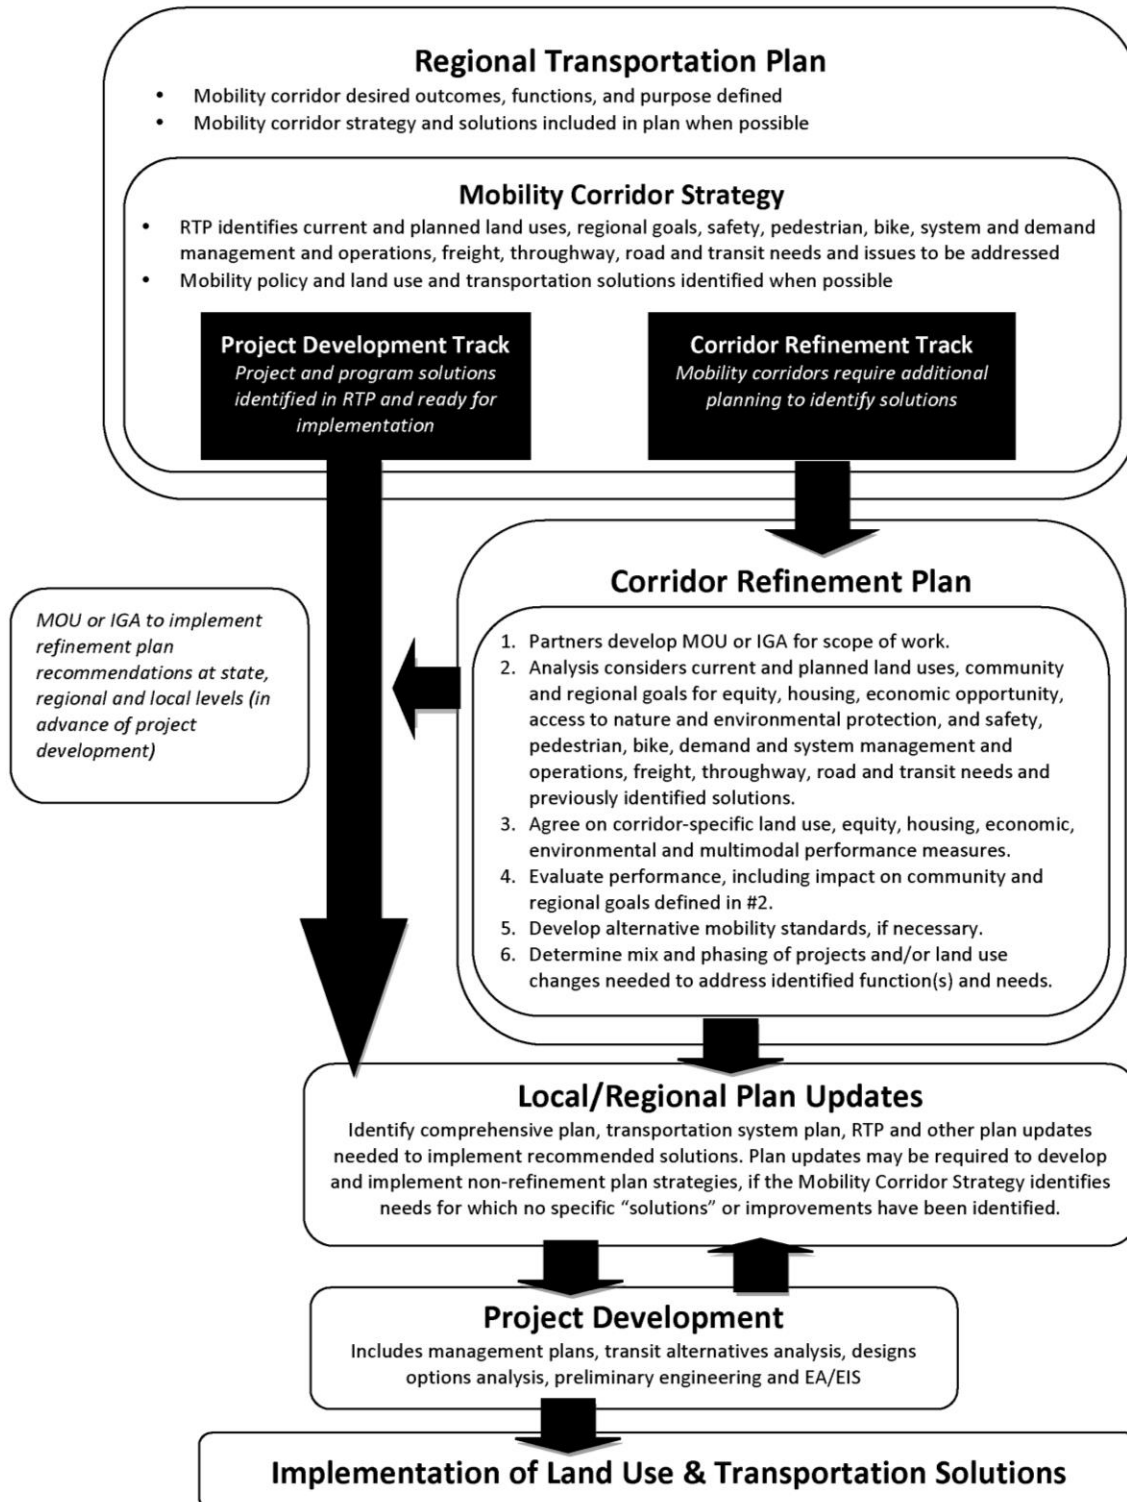 Regional Transportation Plan
• Mobility corridor desired outcomes, functions, and purpose defined
• Mobility corridor strategy and solutions included in plan when possible
Mobility Corridor Strategy
• RTP identifies current and planned land uses, regional goals, safety, pedestrian, bike, system and demand
management and operations, freight, throughway, road and transit needs and issues to be addressed
• Mobility policy and land use and transportation solutions identified when possible
Project Development Track
Project and program solutions
identified in RTP and ready for
implementation
Corridor Refinement Track
Mobility corridors require additional
planning to identify solutions
MOU or IGA to implement
refinement plan
recommendations at state,
regional and local levels (in
advance of project
development)
Corridor Refinement Plan
1. Partners develop MOU or IGA for scope of work.
2. Analysis considers current and planned land uses, community
and regional goals for equity, housing, economic opportunity,
access to nature and environmental protection, and safety,
pedestrian, bike, demand and system management and
operations, freight, throughway, road and transit needs and
previously identified solutions.
3. Agree on corridor-specific land use, equity, housing, economic,
environmental and multimodal performance measures.
4. Evaluate performance, including impact on community and
regional goals defined in #2.
5. Develop alternative mobility standards, if necessary.
6. Determine mix and phasing of projects and/or land use
changes needed to address identified function(s) and needs.
Local/Regional Plan Updates
Identify comprehensive plan, transportation system plan, RTP and other plan updates
needed to implement recommended solutions. Plan updates may be required to develop
and implement non-refinement plan strategies, if the Mobility Corridor Strategy identifies
needs for which no specific “solutions” or improvements have been identified.
Project Development
Includes management plans, transit alternatives analysis, designs
options analysis, preliminary engineering and EA/EIS
Implementation of Land Use & Transportation Solutions